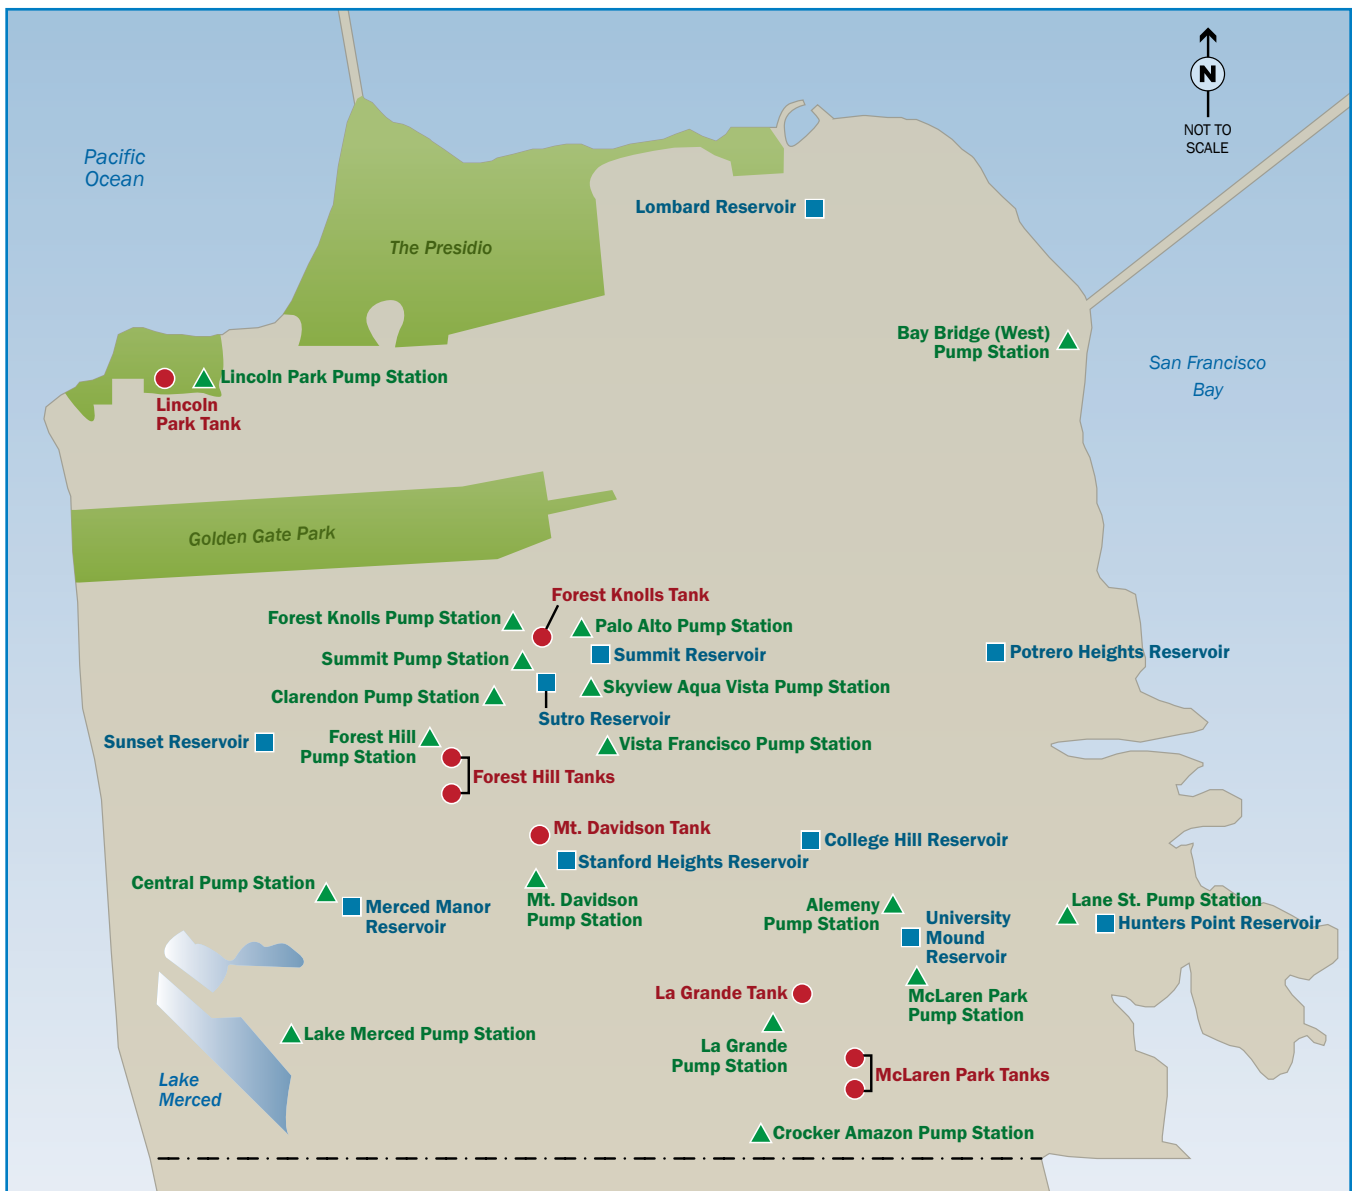 N
NOT TO
SCALE
Pacific
Ocean
Lombard Reservoir
The Presidio
Bay Bridge (West)
Pump Station
San Francisco
Bay
Lincoln Park Pump Station
Lincoln
Park Tank
Golden Gate Park
Forest Knolls Tank
Forest Knolls Pump Station
Palo Alto Pump Station
Summit Pump Station
Summit Reservoir
Potrero Heights Reservoir
Clarendon Pump Station
Skyview Aqua Vista Pump Station
Sutro Reservoir
Sunset Reservoir
Forest Hill
Pump Station
Vista Francisco Pump Station
Forest Hill Tanks
Mt. Davidson Tank
College Hill Reservoir
Stanford Heights Reservoir
Central Pump Station
Merced Manor
Reservoir
Mt. Davidson
Pump Station
Alemeny
Pump Station
University
Mound
Reservoir
Lane St. Pump Station
Hunters Point Reservoir
La Grande Tank
McLaren Park
Pump Station
Lake Merced Pump Station
La Grande
Pump Station
McLaren Park Tanks
Lake
Merced
Crocker Amazon Pump Station